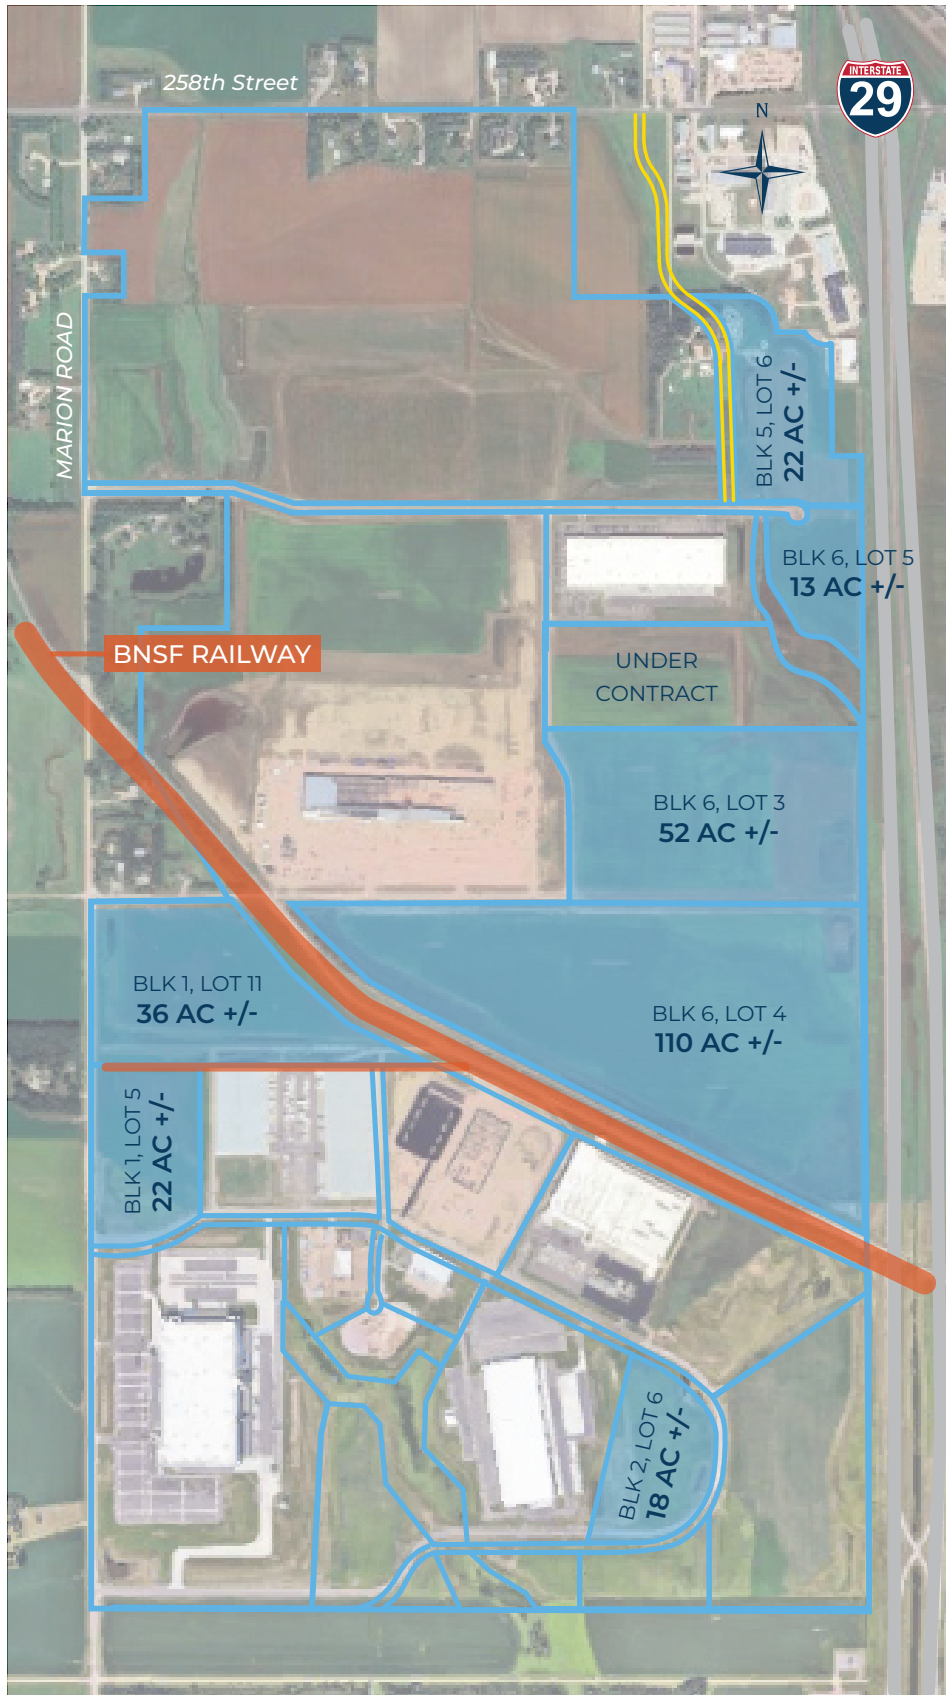 258th Street
INTERSTATE
29
N
MARION ROAD
BLK 5, LOT 6
22 AC +/-
BLK 6, LOT 5
13 AC +/-
BNSF RAILWAY
UNDER
CONTRACT
BLK 6, LOT 3
52 AC +/-
BLK 1, LOT 11
36 AC +/-
BLK 6, LOT 4
110 AC +/-
BLK 1, LOT 5
22 AC +/-
BLK 2, LOT 6
18 AC +/-